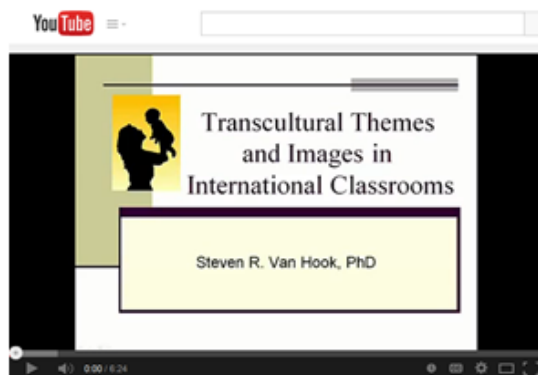 YouTube
Transcultural Themes
and Images in
International Classrooms
Steven R. Van Hook, PhD
0:00 / 6:24